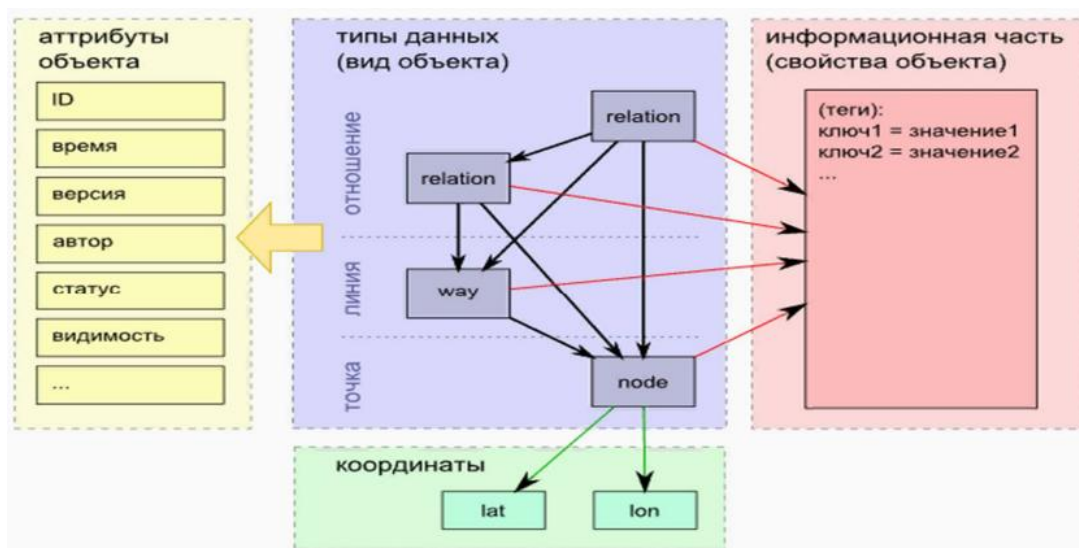 аттрибуты
объекта
ID
время
версия
автор
статус
видимость
...
типы данных
(вид объекта)
отношение
relation
relation
линия
way
точка
node
информационная часть
(свойства объекта)
(теги):
ключ1 = значение1
ключ2 = значение2
...
координаты
lat
lon